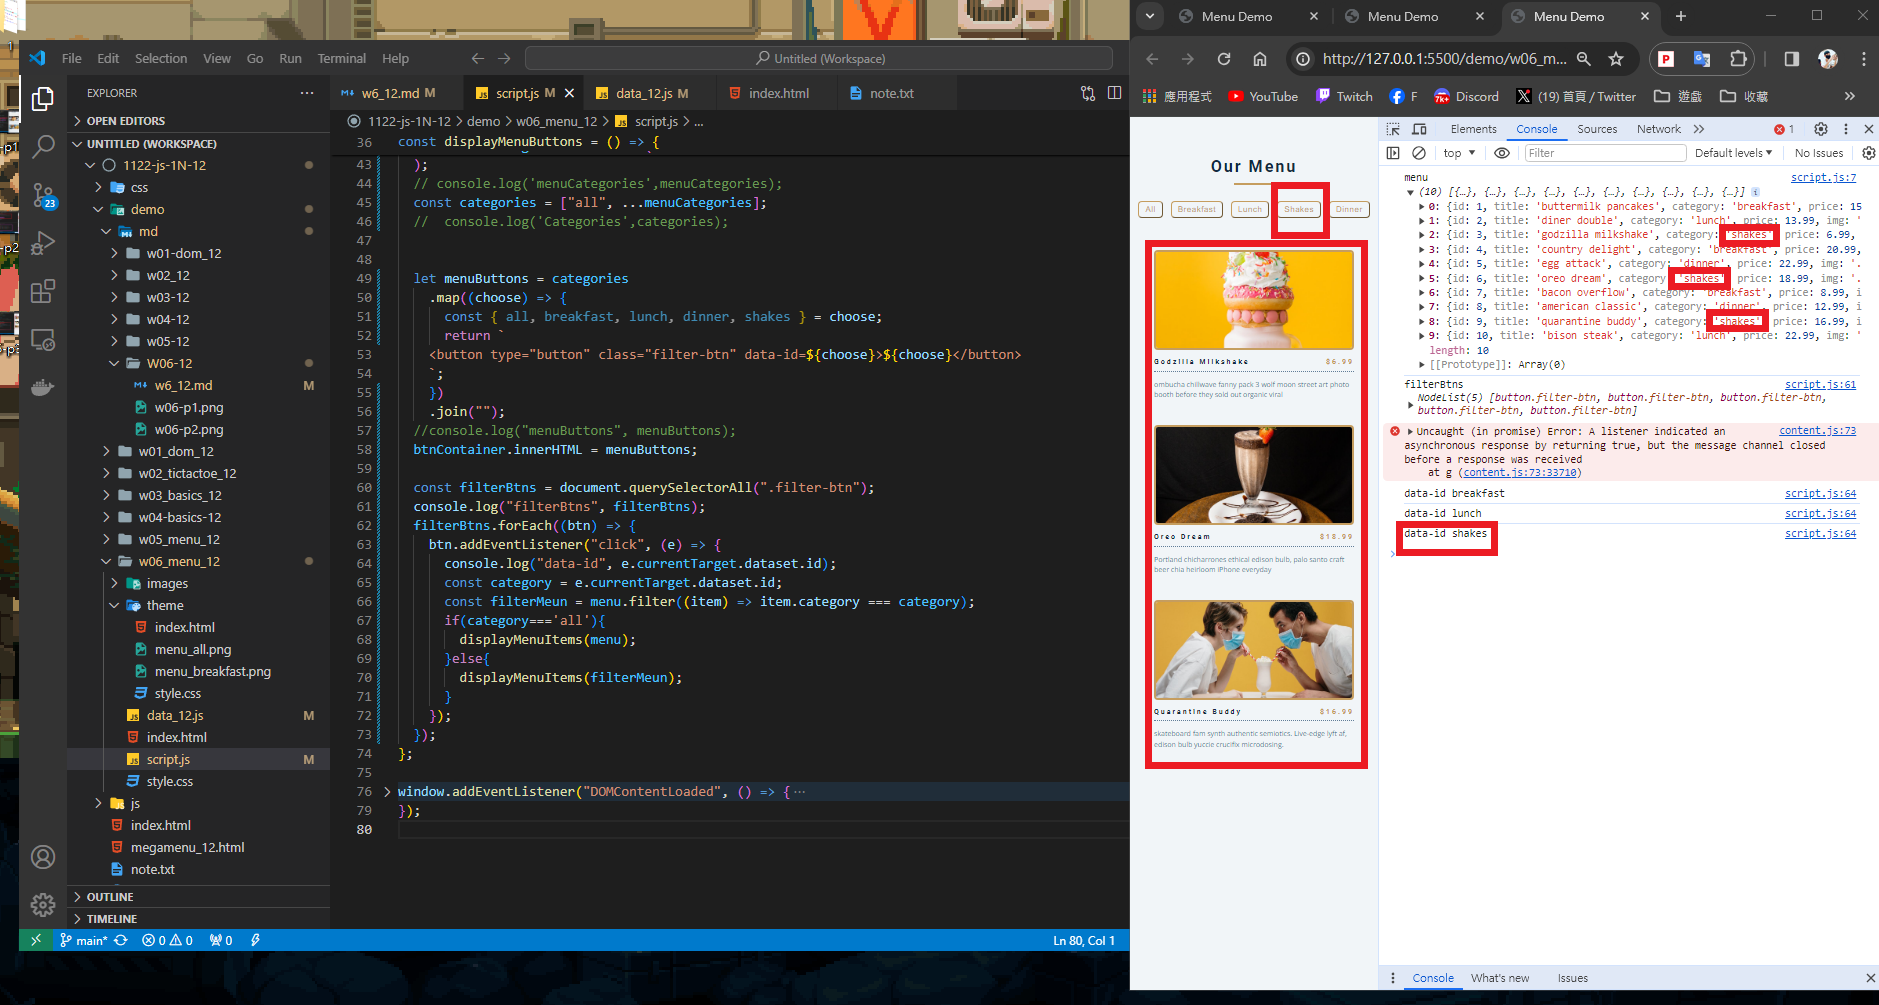 File Edit Selection View Go Run Terminal Help
Untitled (Workspace)
EXPLORER
OPEN EDITORS
UNTITLED (WORKSPACE)
1122-js-1N-12
css
demo
md
w01-dom_12
w02_12
w03-12
w04-12
w05-12
W06-12
w6_12.md M
w06-p1.png
w06-p2.png
w01_dom_12
w02_tictactoe_12
w03_basics_12
w04-basics-12
w05_menu_12
w06_menu_12
images
theme
index.html
menu_all.png
menu_breakfast.png
style.css
data_12.js M
index.html
script.js M
style.css
js
index.html
megamenu_12.html
note.txt
OUTLINE
TIMELINE
23
main* 0 0 0
Ln 80, Col 1
w6_12.md M script.js M data_12.js M index.html note.txt
1122-js-1N-12 > demo > w06_menu_12 > script.js > ...
36 const displayMenuButtons = () => {
43 );
44 // console.log('menuCategories',menuCategories);
45 const categories = ["all", ...menuCategories];
46 //  console.log('Categories',categories);
47
48
49 let menuButtons = categories
50 .map((choose) => {
51 const { all, breakfast, lunch, dinner, shakes } = choose;
52 return `
53 <button type="button" class="filter-btn" data-id=${choose}>${choose}</button>
54 `;
55 })
56 .join("");
57 //console.log("menuButtons", menuButtons);
58 btnContainer.innerHTML = menuButtons;
59
60 const filterBtns = document.querySelectorAll(".filter-btn");
61 console.log("filterBtns", filterBtns);
62 filterBtns.forEach((btn) => {
63 btn.addEventListener("click", (e) => {
64 console.log("data-id", e.currentTarget.dataset.id);
65 const category = e.currentTarget.dataset.id;
66 const filterMeun = menu.filter((item) => item.category === category);
67 if(category==='all'){
68 displayMenuItems(menu);
69 }else{
70 displayMenuItems(filterMeun);
71 }
72 });
73 });
74 };
75
76 window.addEventListener("DOMContentLoaded", () => { ···
79 });
80
Menu Demo Menu Demo Menu Demo
http://127.0.0.1:5500/demo/w06_m...
應用程式 YouTube Twitch F Discord (19) 首頁 / Twitter 遊戲 收藏
Our Menu
All Breakfast Lunch Shakes Dinner
Godzilla Milkshake $6.99
ombucha chillwave fanny pack 3 wolf moon street art photo
booth before they sold out organic viral
Oreo Dream $18.99
Portland chicharrones ethical edison bulb, palo santo craft
beer chia heirloom iPhone everyday
Quarantine Buddy $16.99
skateboard fam synth authentic semiotics. Live-edge lyft af,
edison bulb yuccie crucifix microdosing.
Elements Console Sources Network 1
top Filter Default levels No Issues
menu script.js:7
(10) [{…}, {…}, {…}, {…}, {…}, {…}, {…}, {…}, {…}, {…}]
0: {id: 1, title: 'buttermilk pancakes', category: 'breakfast', price: 15
1: {id: 2, title: 'diner double', category: 'lunch', price: 13.99, img: '
2: {id: 3, title: 'godzilla milkshake', category: 'shakes', price: 6.99,
3: {id: 4, title: 'country delight', category: 'breakfast', price: 20.99,
4: {id: 5, title: 'egg attack', category: 'dinner', price: 22.99, img: '.
5: {id: 6, title: 'oreo dream', category: 'shakes', price: 18.99, img: '.
6: {id: 7, title: 'bacon overflow', category: 'breakfast', price: 8.99, i
7: {id: 8, title: 'american classic', category: 'dinner', price: 12.99, i
8: {id: 9, title: 'quarantine buddy', category: 'shakes', price: 16.99, i
9: {id: 10, title: 'bison steak', category: 'lunch', price: 22.99, img: '
length: 10
[[Prototype]]: Array(0)
filterBtns script.js:61
NodeList(5) [button.filter-btn, button.filter-btn, button.filter-btn,
button.filter-btn, button.filter-btn]
Uncaught (in promise) Error: A listener indicated an content.js:73
asynchronous response by returning true, but the message channel closed
before a response was received
at g (content.js:73:33710)
data-id breakfast script.js:64
data-id lunch script.js:64
data-id shakes script.js:64
Console What's new Issues